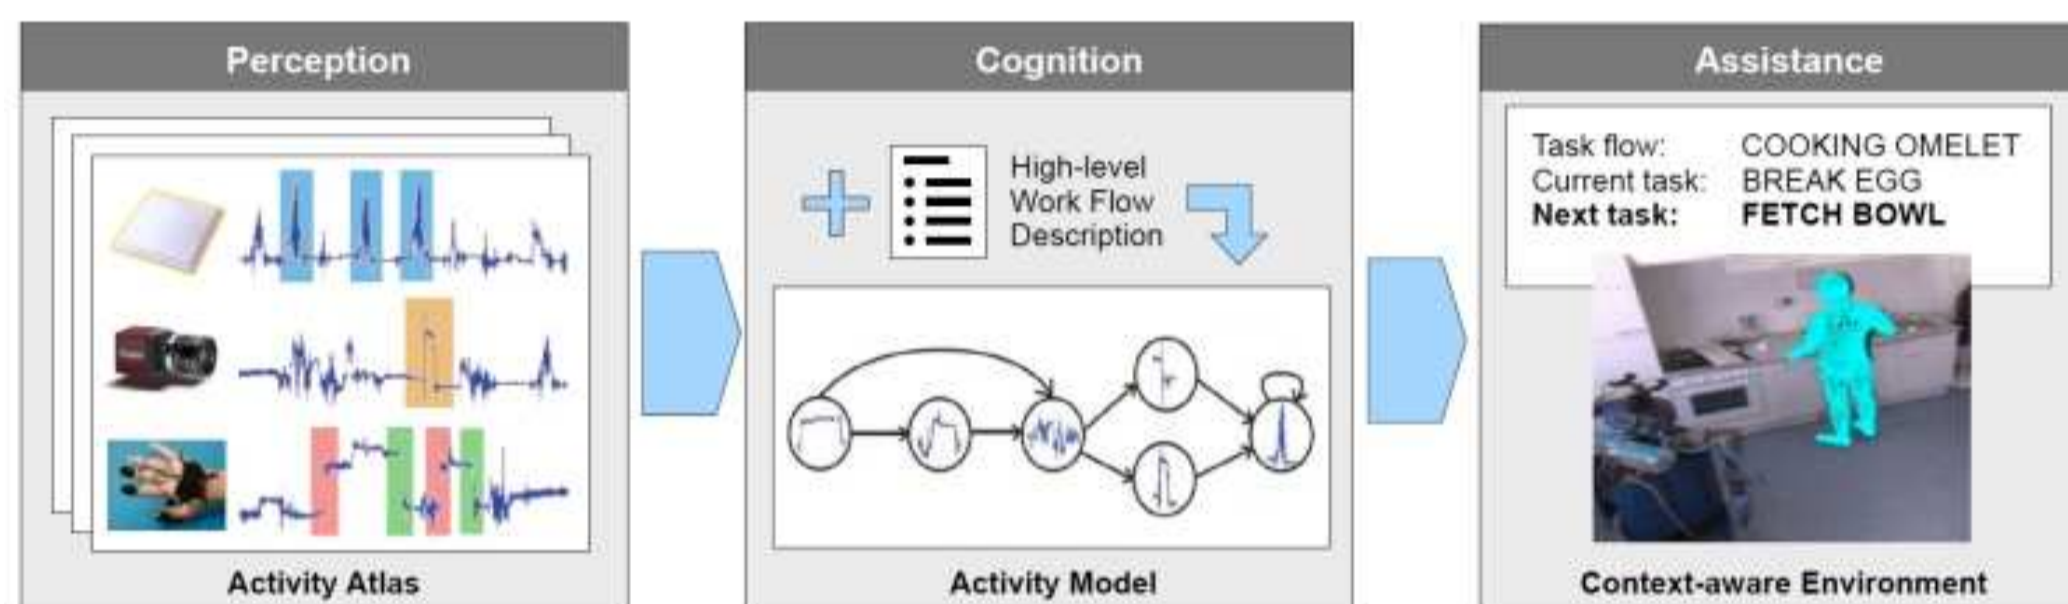 Perception
Activity Atlas
Cognition
High-level
Work Flow
Description
Activity Model
Assistance
Task flow: COOKING OMELET
Current task: BREAK EGG
Next task: FETCH BOWL
Context-aware Environment